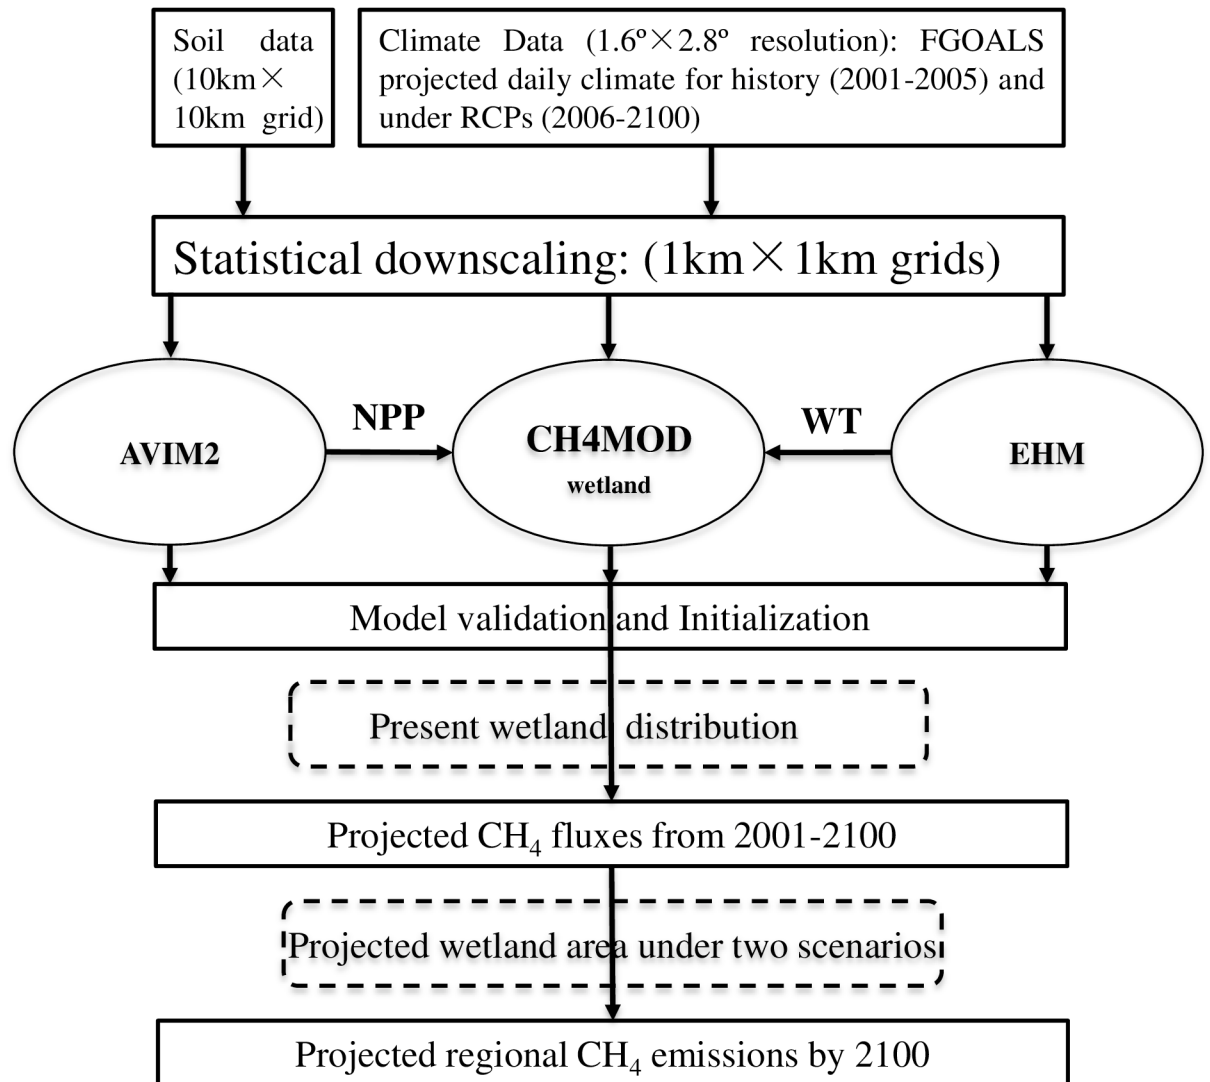 Soil data
(10km×
10km grid)
Climate Data (1.6º×2.8º resolution): FGOALS
projected daily climate for history (2001-2005) and
under RCPs (2006-2100)
Statistical downscaling: (1km×1km grids)
AVIM2
NPP
CH4MOD
wetland
WT
EHM
Model validation and Initialization
Present wetland distribution
Projected CH₄ fluxes from 2001-2100
Projected wetland area under two scenarios
Projected regional CH₄ emissions by 2100